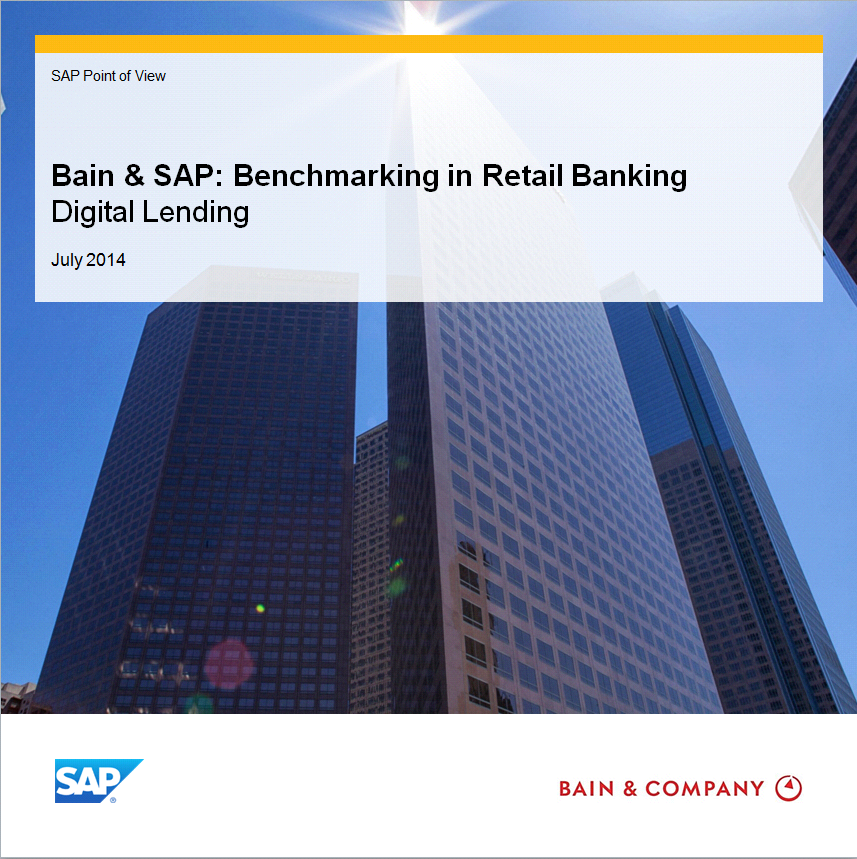 SAP Point of View
Bain & SAP: Benchmarking in Retail Banking
Digital Lending
July 2014
SAP®
BAIN & COMPANY